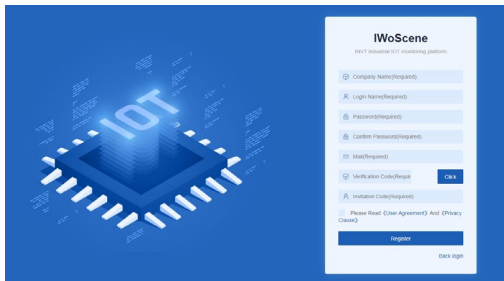 IWoScene
INVT Industrial IOT monitoring platform
IOT
Company Name(Required)
Login Name(Required)
Password(Required)
Confirm Password(Required)
Mail(Required)
Verification Code(Requir
Click
Invitation Code(Required)
Please Read《User Agreement》And《Privacy
Clause》
Register
Back login